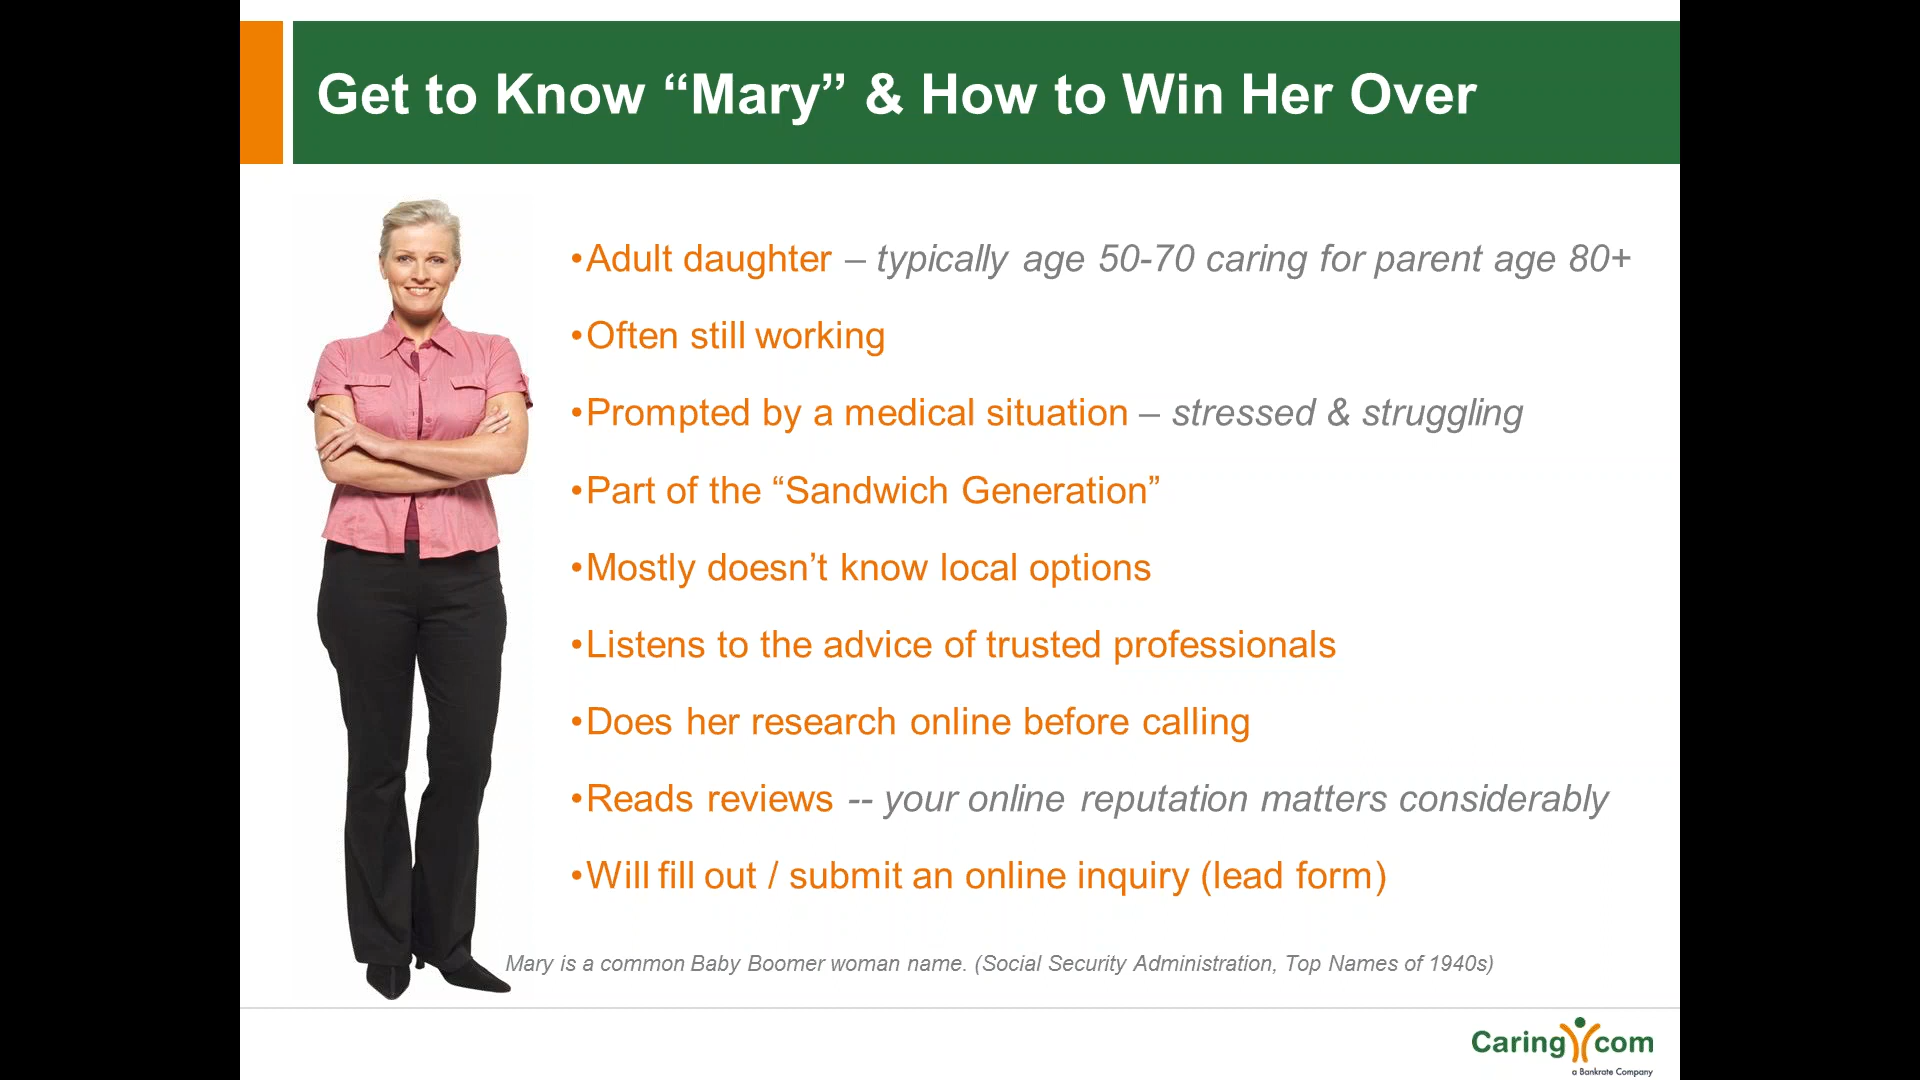 Get to Know “Mary” & How to Win Her Over
•Adult daughter – typically age 50-70 caring for parent age 80+
•Often still working
•Prompted by a medical situation – stressed & struggling
•Part of the “Sandwich Generation”
•Mostly doesn’t know local options
•Listens to the advice of trusted professionals
•Does her research online before calling
•Reads reviews -- your online reputation matters considerably
•Will fill out / submit an online inquiry (lead form)
Mary is a common Baby Boomer woman name. (Social Security Administration, Top Names of 1940s)
Caring com
a Bankrate Company